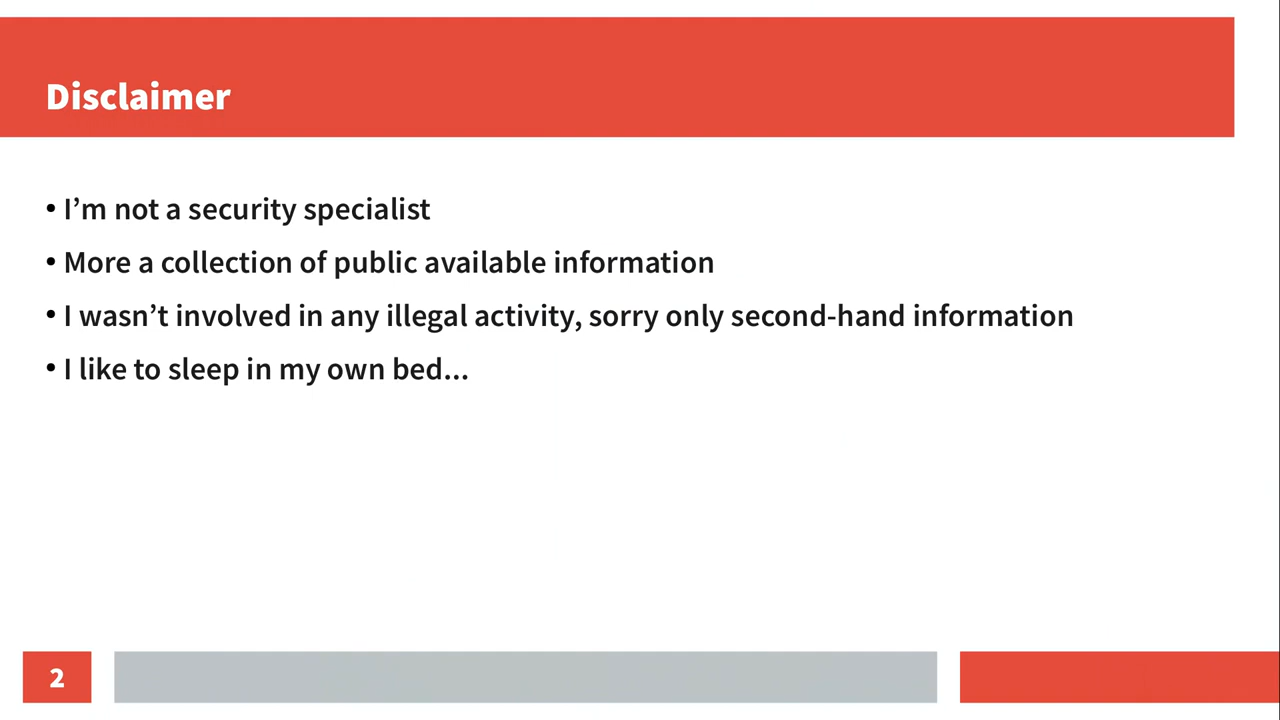 Disclaimer
• I’m not a security specialist
• More a collection of public available information
• I wasn’t involved in any illegal activity, sorry only second-hand information
• I like to sleep in my own bed...
2